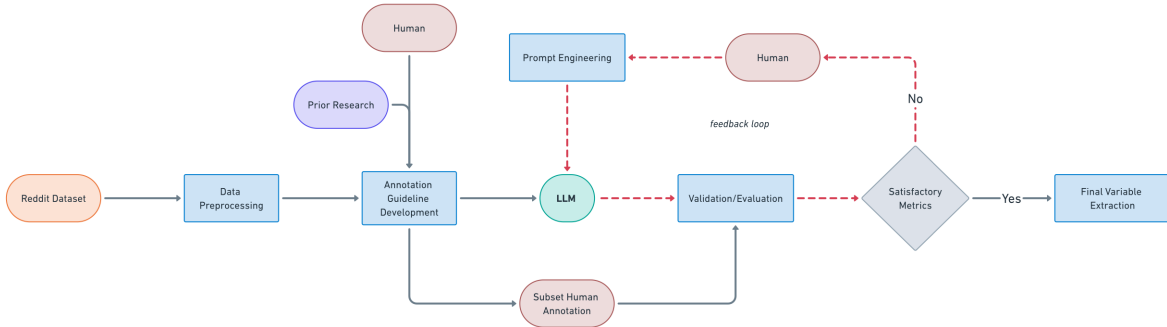 Human
Prompt Engineering
Human
No
Prior Research
feedback loop
Reddit Dataset
Data
Preprocessing
Annotation
Guideline
Development
LLM
Validation/Evaluation
Satisfactory
Metrics
Yes
Final Variable
Extraction
Subset Human
Annotation